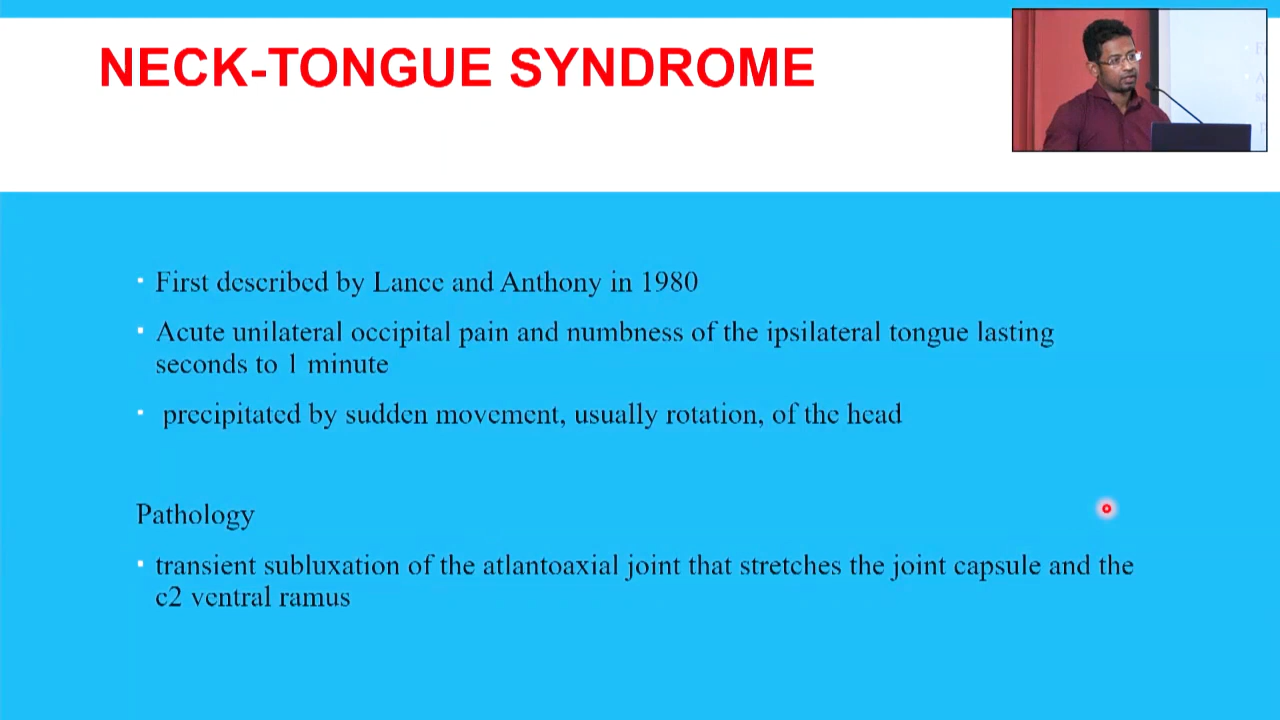 NECK-TONGUE SYNDROME
• First described by Lance and Anthony in 1980
• Acute unilateral occipital pain and numbness of the ipsilateral tongue lasting
seconds to 1 minute
• precipitated by sudden movement, usually rotation, of the head
Pathology
• transient subluxation of the atlantoaxial joint that stretches the joint capsule and the
c2 ventral ramus